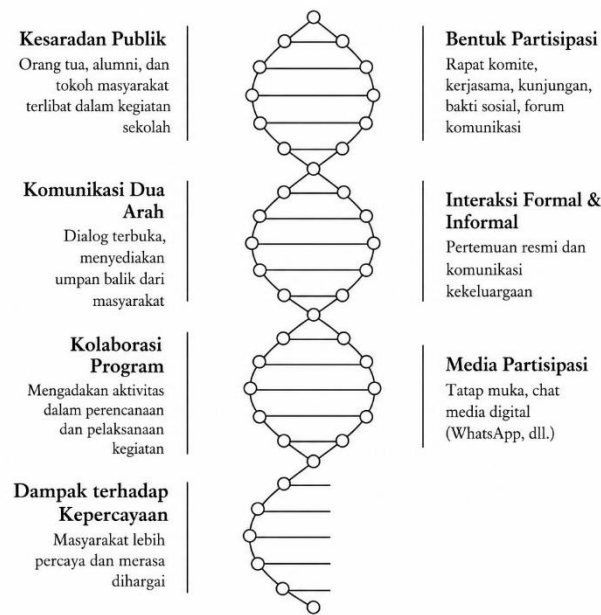 Kesaradan Publik
Orang tua, alumni, dan
tokoh masyarakat
terlibat dalam kegiatan
sekolah
Bentuk Partisipasi
Rapat komite,
kerjasama, kunjungan,
bakti sosial, forum
komunikasi
Komunikasi Dua
Arah
Dialog terbuka,
menyediakan
umpan balik dari
masyarakat
Interaksi Formal &
Informal
Pertemuan resmi dan
komunikasi
kekeluargaan
Kolaborasi
Program
Mengadakan aktivitas
dalam perencanaan
dan pelaksanaan
kegiatan
Media Partisipasi
Tatap muka, chat
media digital
(WhatsApp, dll.)
Dampak terhadap
Kepercayaan
Masyarakat lebih
percaya dan merasa
dihargai